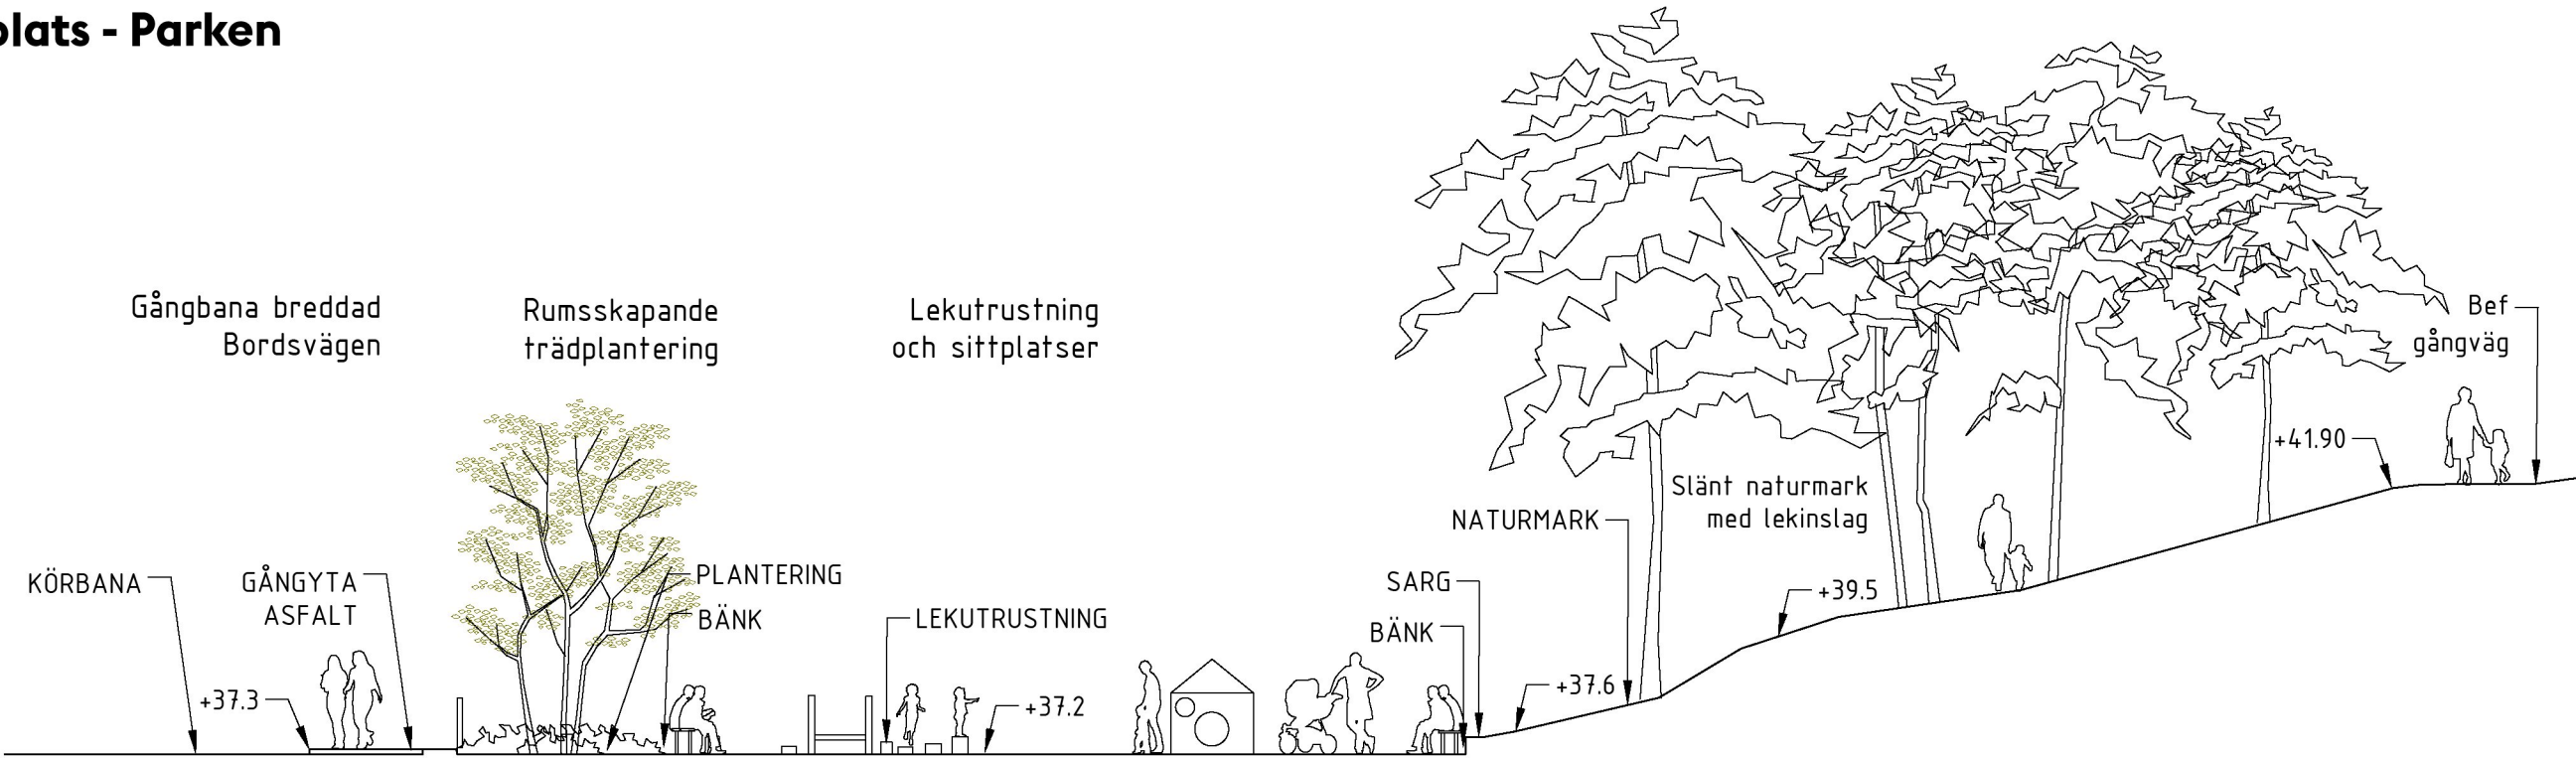 plats - Parken
Gångbana breddad
Bordsvägen
Rumsskapande
trädplantering
Lekutrustning
och sittplatser
Bef
gångväg
+41.90
Slänt naturmark
med lekinslag
NATURMARK
KÖRBANA
GÅNGYTA
ASFALT
PLANTERING
BÄNK
LEKUTRUSTNING
SARG
BÄNK
+39.5
+37.3
+37.2
+37.6